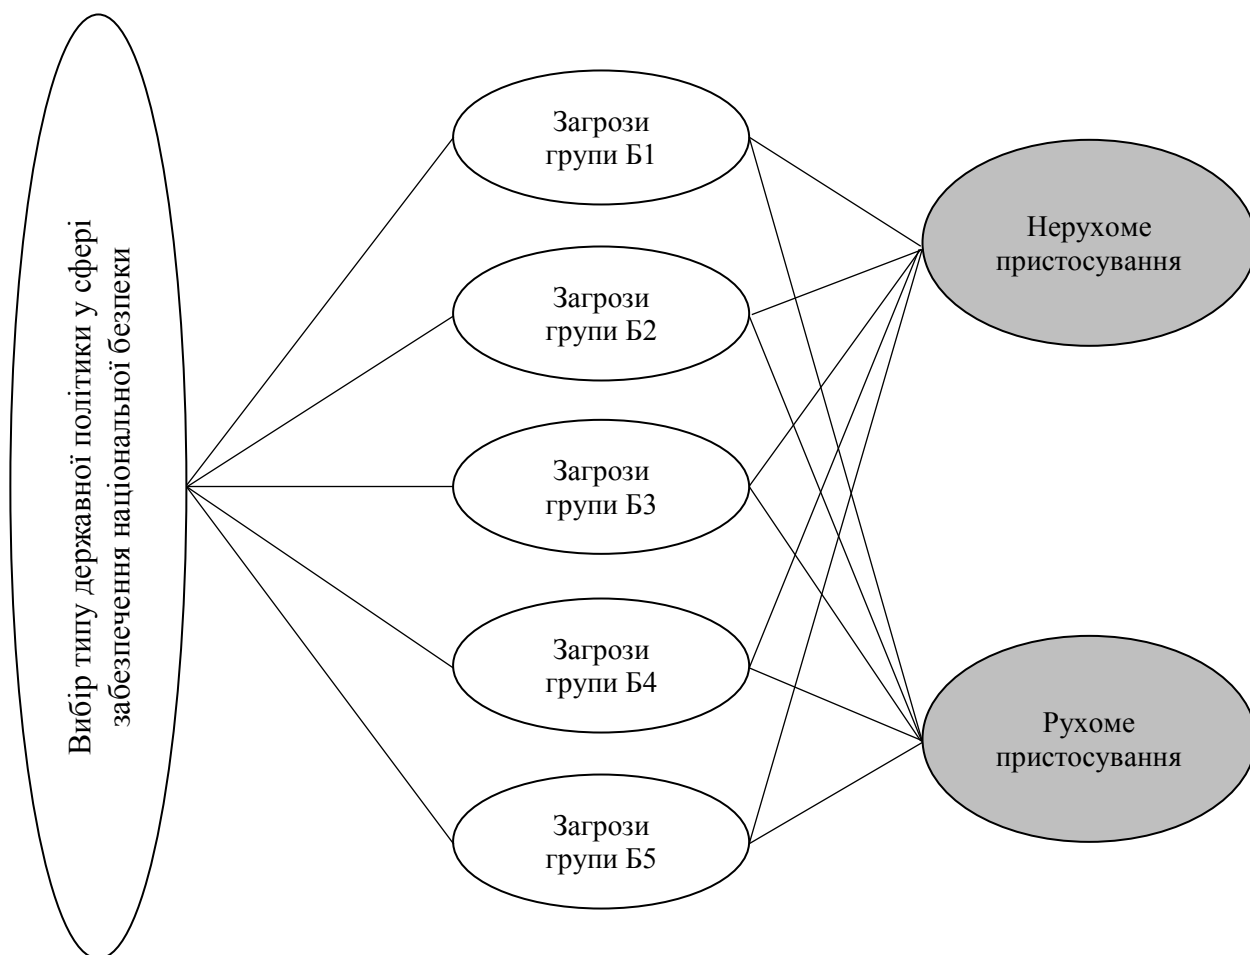 Вибір типу державної політики у сфері
забезпечення національної безпеки
Загрози
групи Б1
Загрози
групи Б2
Загрози
групи Б3
Загрози
групи Б4
Загрози
групи Б5
Нерухоме
пристосування
Рухоме
пристосування